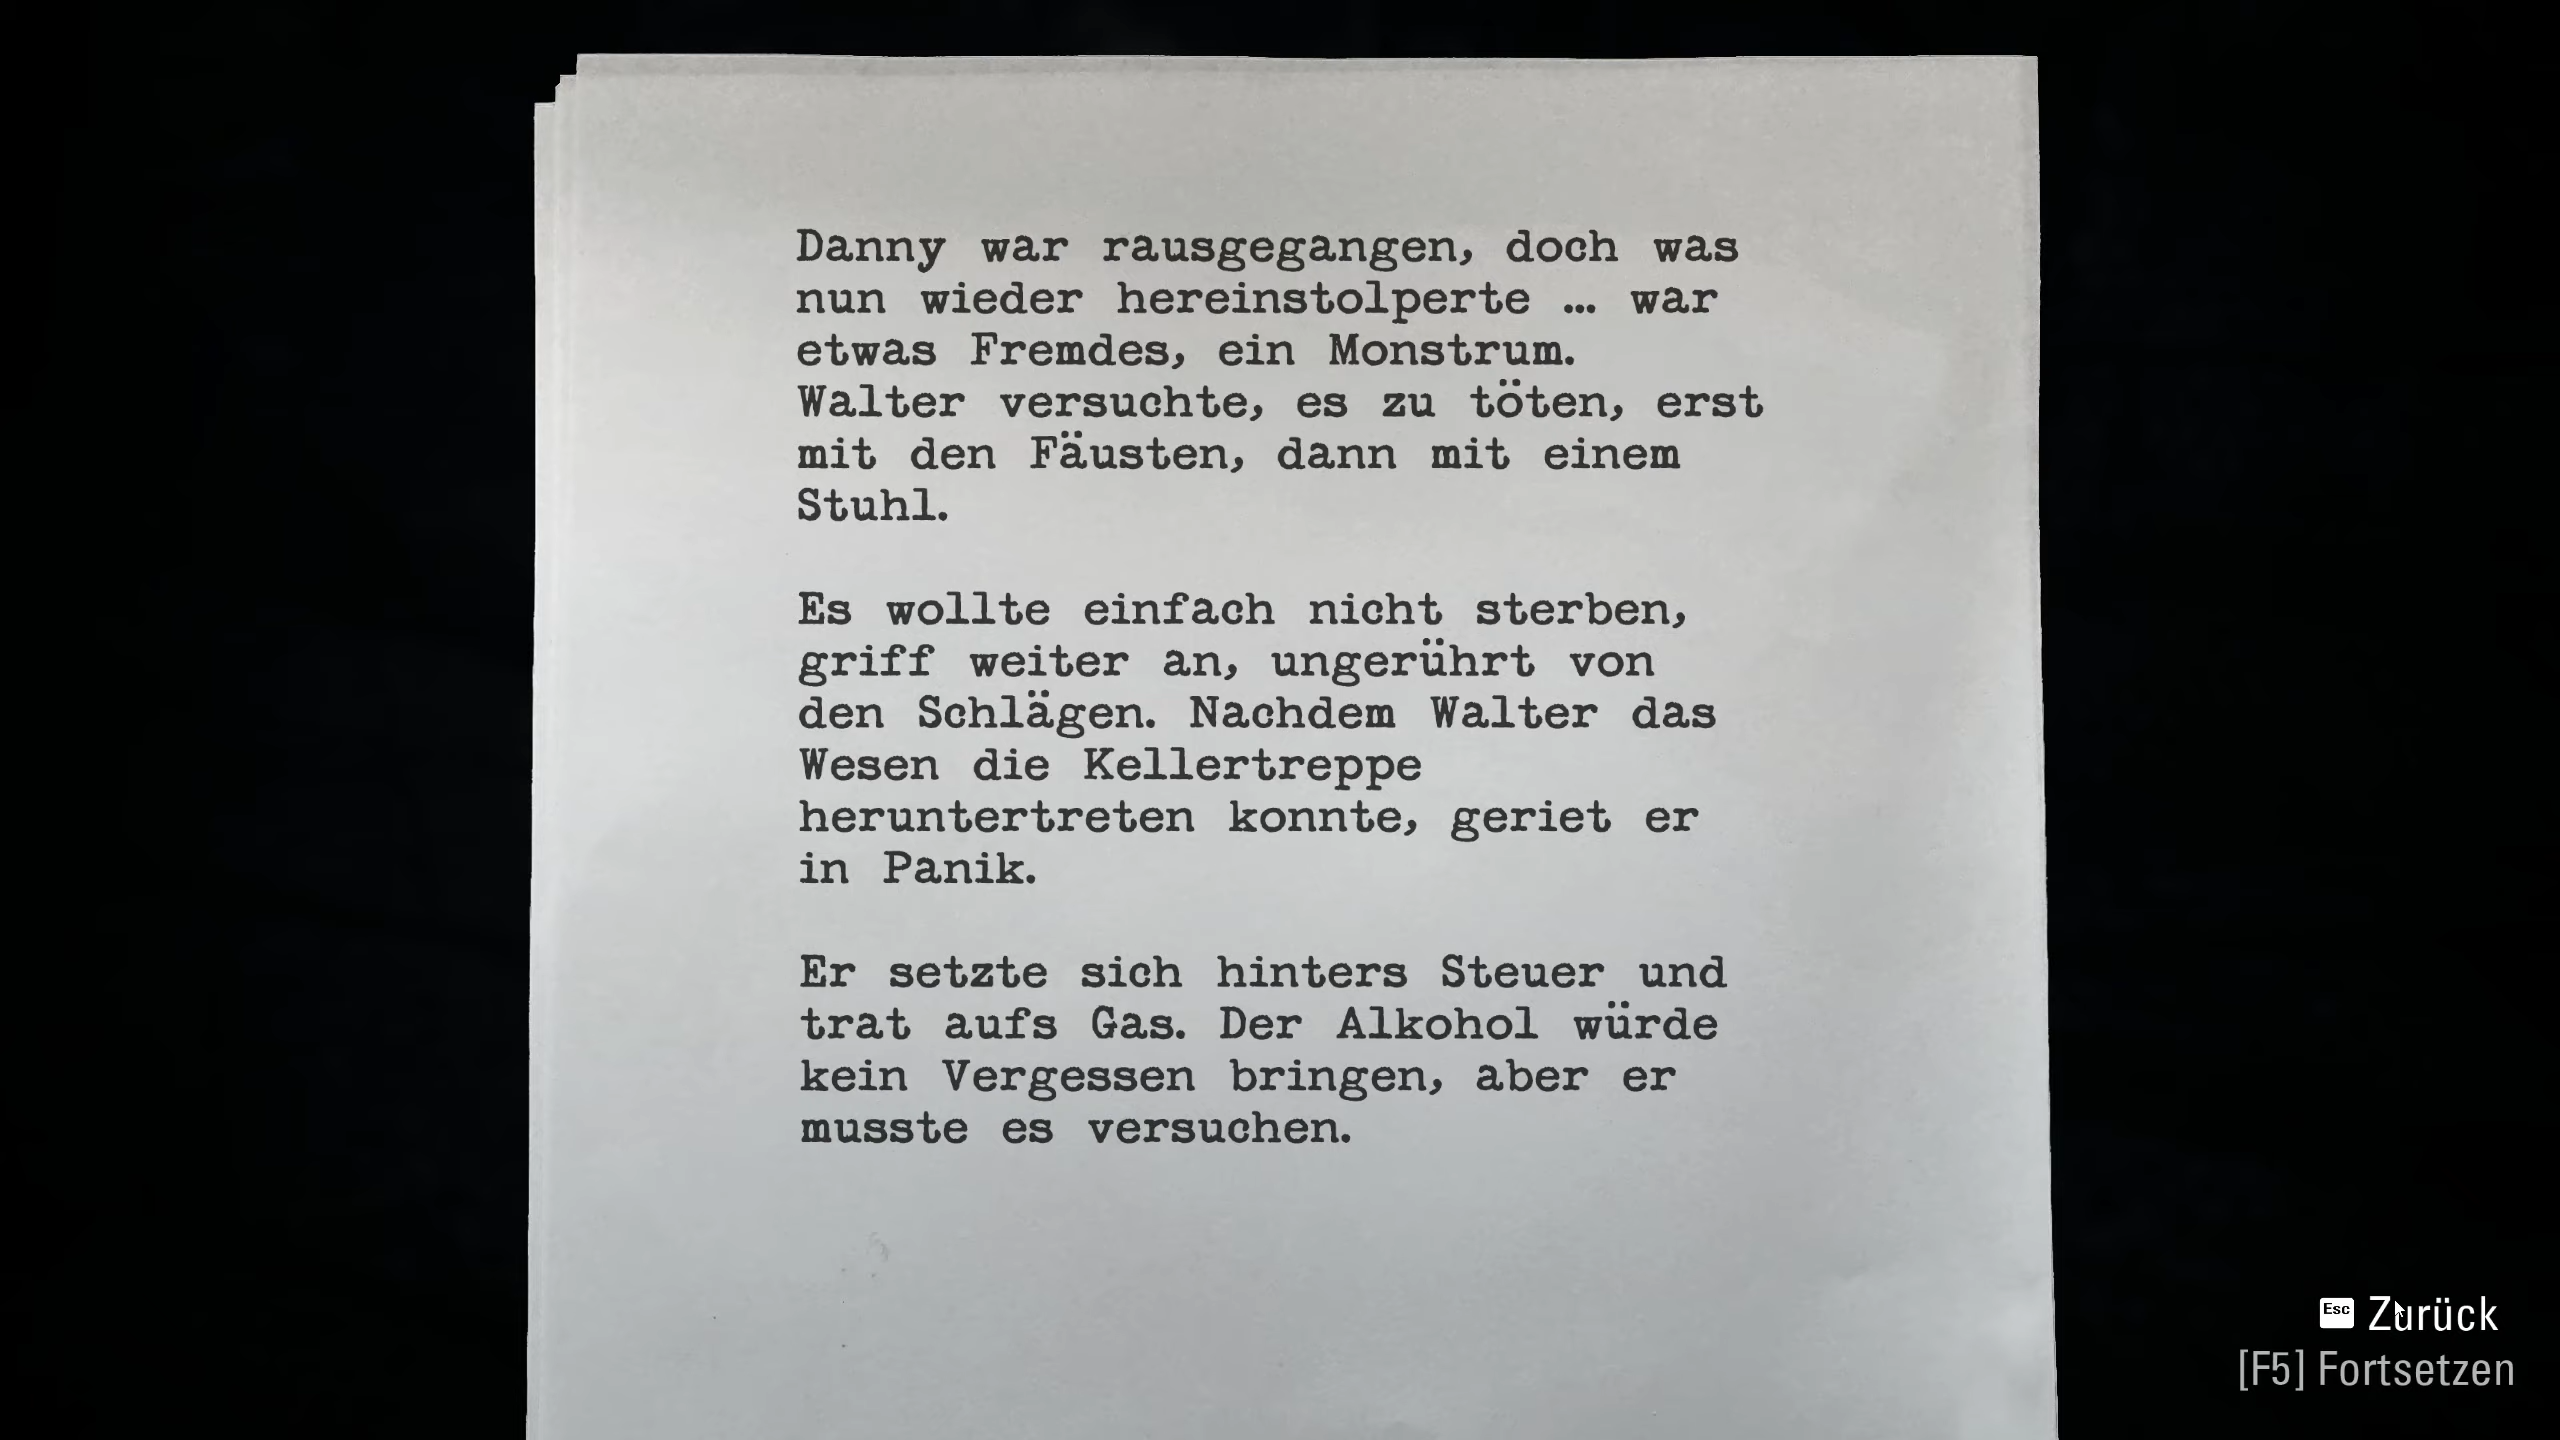 Danny war rausgegangen, doch was
nun wieder hereinstolperte … war
etwas Fremdes, ein Monstrum.
Walter versuchte, es zu töten, erst
mit den Fäusten, dann mit einem
Stuhl.
Es wollte einfach nicht sterben,
griff weiter an, ungerührt von
den Schlägen. Nachdem Walter das
Wesen die Kellertreppe
heruntertreten konnte, geriet er
in Panik.
Er setzte sich hinters Steuer und
trat aufs Gas. Der Alkohol würde
kein Vergessen bringen, aber er
musste es versuchen.
Esc Zurück
[F5] Fortsetzen